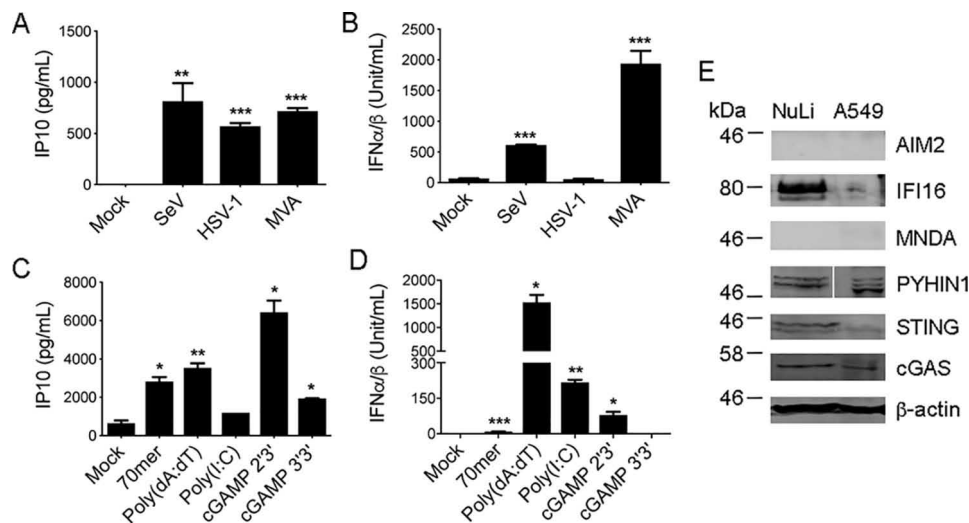 A
IP10 (pg/mL)
1500
1000
500
0
**
***
***
Mock
SeV
HSV-1
MVA
B
IFNα/β (Unit/mL)
2500
2000
1500
1000
500
0
***
***
Mock
SeV
HSV-1
MVA
C
IP10 (pg/mL)
8000
6000
4000
2000
0
*
**
*
*
Mock
70mer
Poly(dA:dT)
Poly(I:C)
cGAMP 2'3'
cGAMP 3'3'
D
IFNα/β (Unit/mL)
2000
1500
1000
500
300
150
0
***
*
**
*
Mock
70mer
Poly(dA:dT)
Poly(I:C)
cGAMP 2'3'
cGAMP 3'3'
E
kDa NuLi A549
46 AIM2
80 IFI16
46 MNDA
46 PYHIN1
46 STING
58 cGAS
46 β-actin